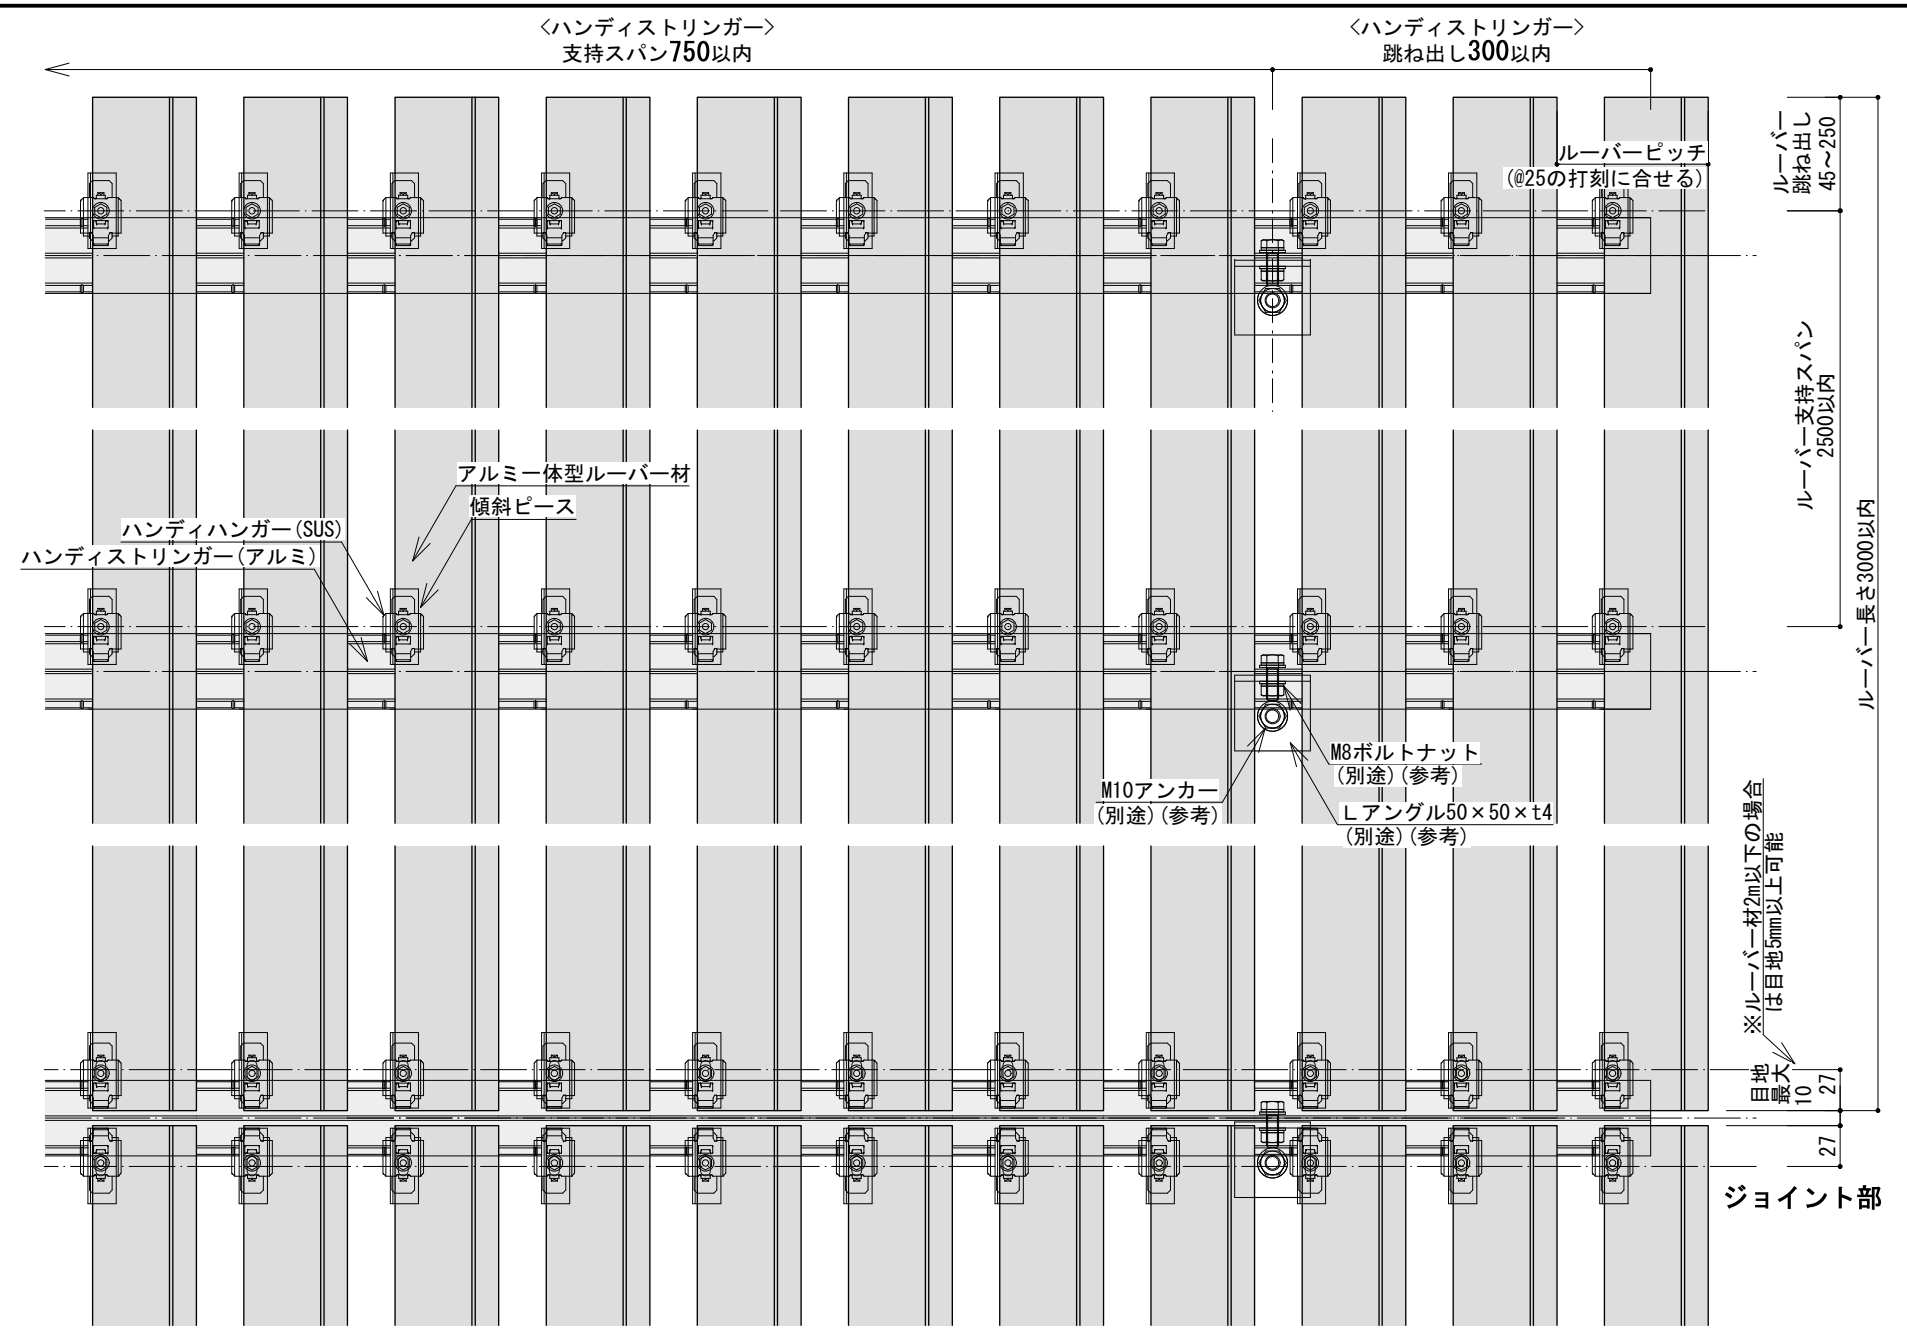 〈ハンディストリンガー〉
支持スパン750以内
〈ハンディストリンガー〉
跳ね出し300以内
ルーバーピッチ
(@25の打刻に合せる)
ルーバー
跳ね出し
45~250
ルーバー支持スパン
2500以内
ルーバー長さ3000以内
アルミ一体型ルーバー材
傾斜ピース
ハンディハンガー(SUS)
ハンディストリンガー(アルミ)
M8ボルトナット
(別途)(参考)
M10アンカー
(別途)(参考)
Lアングル50×50×t4
(別途)(参考)
※ルーバー材2m以下の場合
は目地5mm以上可能
目地
最大
10
27
27
ジョイント部